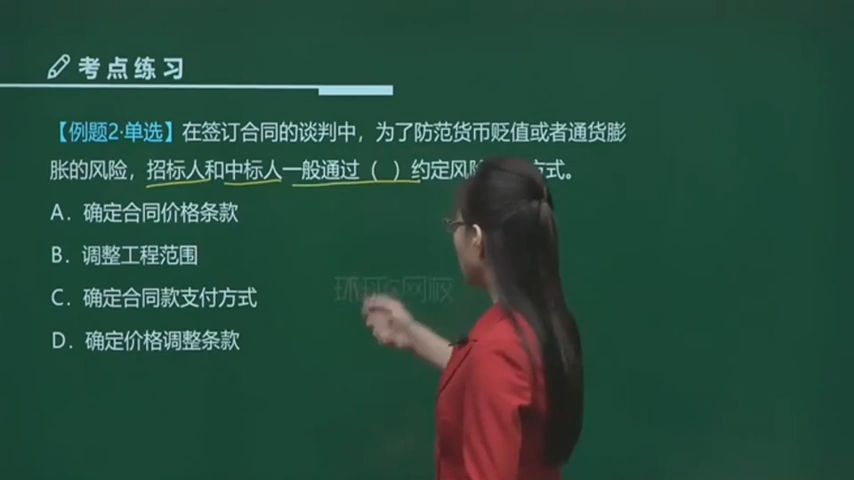 考点练习
【例题2·单选】在签订合同的谈判中，为了防范货币贬值或者通货膨
胀的风险，招标人和中标人一般通过（ ）约定风 方式。
A. 确定合同价格条款
B. 调整工程范围
C. 确定合同款支付方式
D. 确定价格调整条款
环球网校